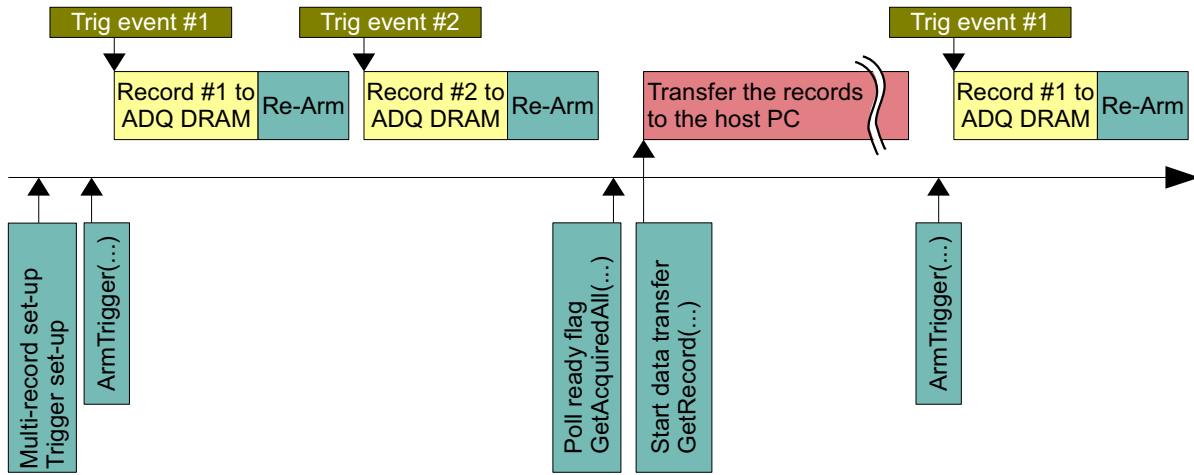 Trig event #1
Trig event #2
Trig event #1
Record #1 to
ADQ DRAM
Re-Arm
Record #2 to
ADQ DRAM
Re-Arm
Transfer the records
to the host PC
Record #1 to
ADQ DRAM
Re-Arm
Multi-record set-up
Trigger set-up
ArmTrigger(...)
Poll ready flag
GetAcquiredAll(...)
Start data transfer
GetRecord(...)
ArmTrigger(...)